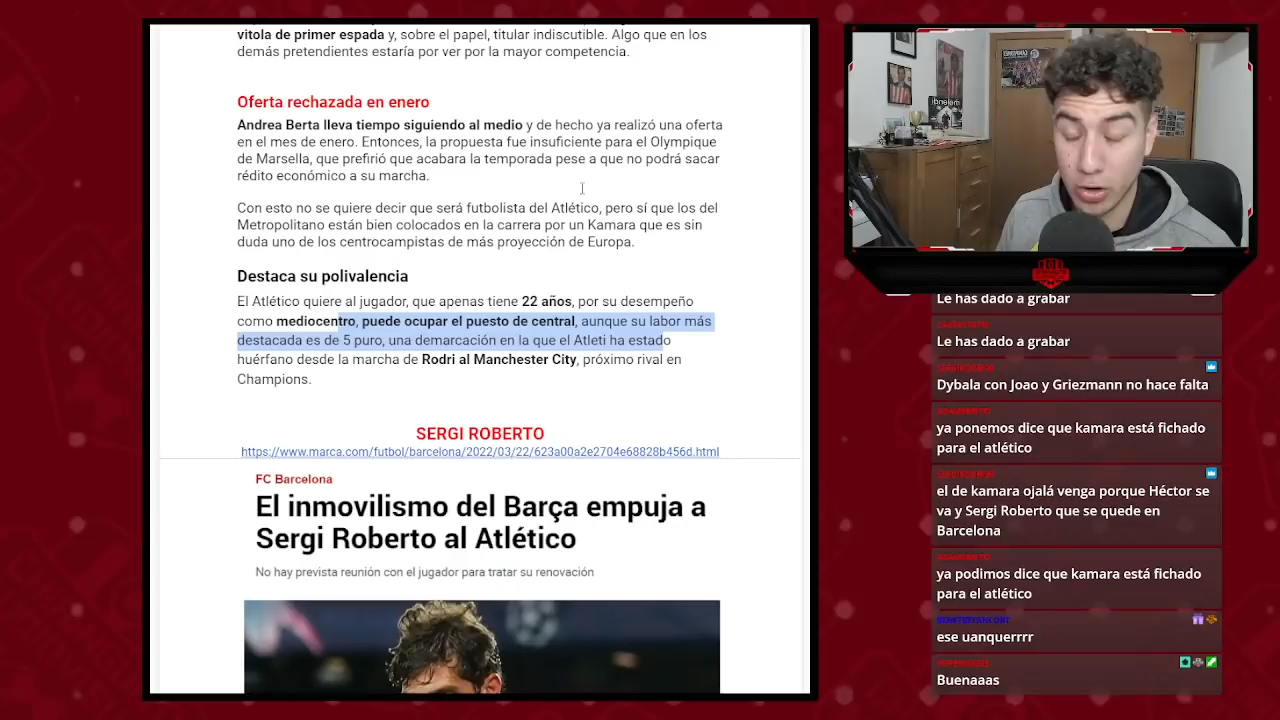 vitola de primer espada y, sobre el papel, titular indiscutible. Algo que en los
demás pretendientes estaría por ver por la mayor competencia.
Oferta rechazada en enero
Andrea Berta lleva tiempo siguiendo al medio y de hecho ya realizó una oferta
en el mes de enero. Entonces, la propuesta fue insuficiente para el Olympique
de Marsella, que prefirió que acabara la temporada pese a que no podrá sacar
rédito económico a su marcha.
Con esto no se quiere decir que será futbolista del Atlético, pero sí que los del
Metropolitano están bien colocados en la carrera por un Kamara que es sin
duda uno de los centrocampistas de más proyección de Europa.
Destaca su polivalencia
El Atlético quiere al jugador, que apenas tiene 22 años, por su desempeño
como mediocentro, puede ocupar el puesto de central, aunque su labor más
destacada es de 5 puro, una demarcación en la que el Atleti ha estado
huérfano desde la marcha de Rodri al Manchester City, próximo rival en
Champions.
SERGI ROBERTO
https://www.marca.com/futbol/barcelona/2022/03/22/623a00a2e2704e68828b456d.html
FC Barcelona
El inmovilismo del Barça empuja a
Sergi Roberto al Atlético
No hay prevista reunión con el jugador para tratar su renovación
Le has dado a grabar
Le has dado a grabar
Dybala con Joao y Griezmann no hace falta
ya ponemos dice que kamara está fichado
para el atlético
el de kamara ojalá venga porque Héctor se
va y Sergi Roberto que se quede en
Barcelona
ya podimos dice que kamara está fichado
para el atlético
ese uanquerrrr
Buenaaas